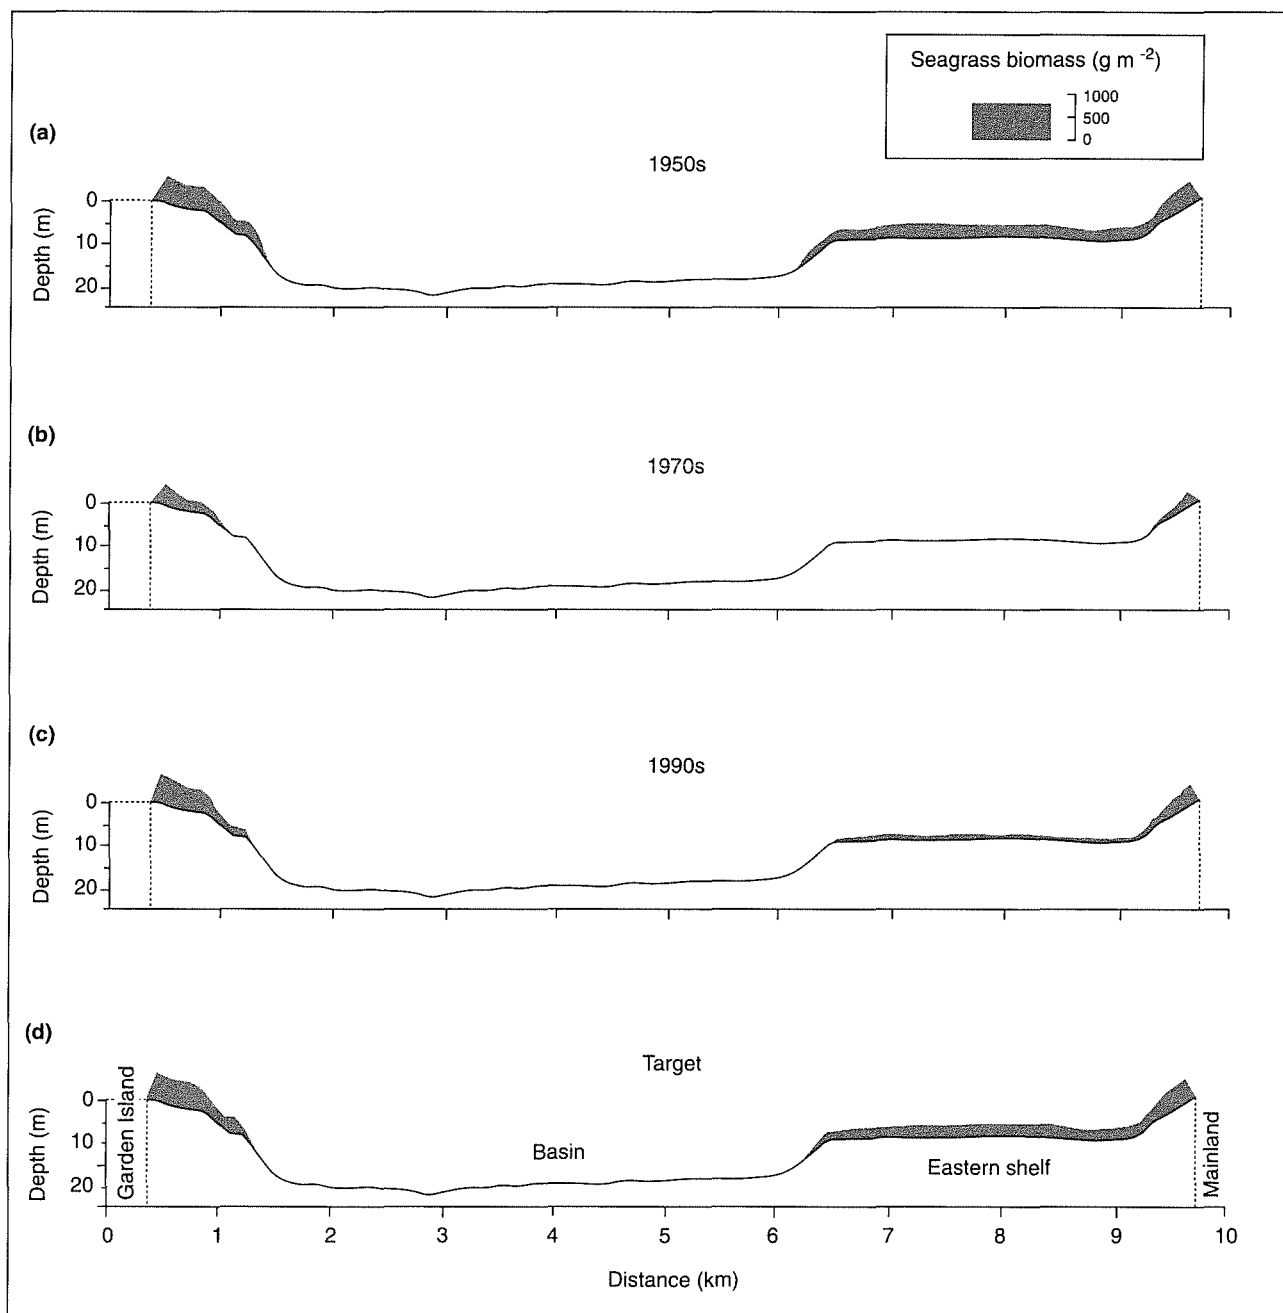 Seagrass biomass (g m -2)
1000
500
0
(a)
1950s
0
10
20
Depth (m)
(b)
1970s
0
10
20
Depth (m)
(c)
1990s
0
10
20
Depth (m)
(d)
Target
0
10
20
Depth (m)
Garden Island
Basin
Eastern shelf
Mainland
0 1 2 3 4 5 6 7 8 9 10
Distance (km)